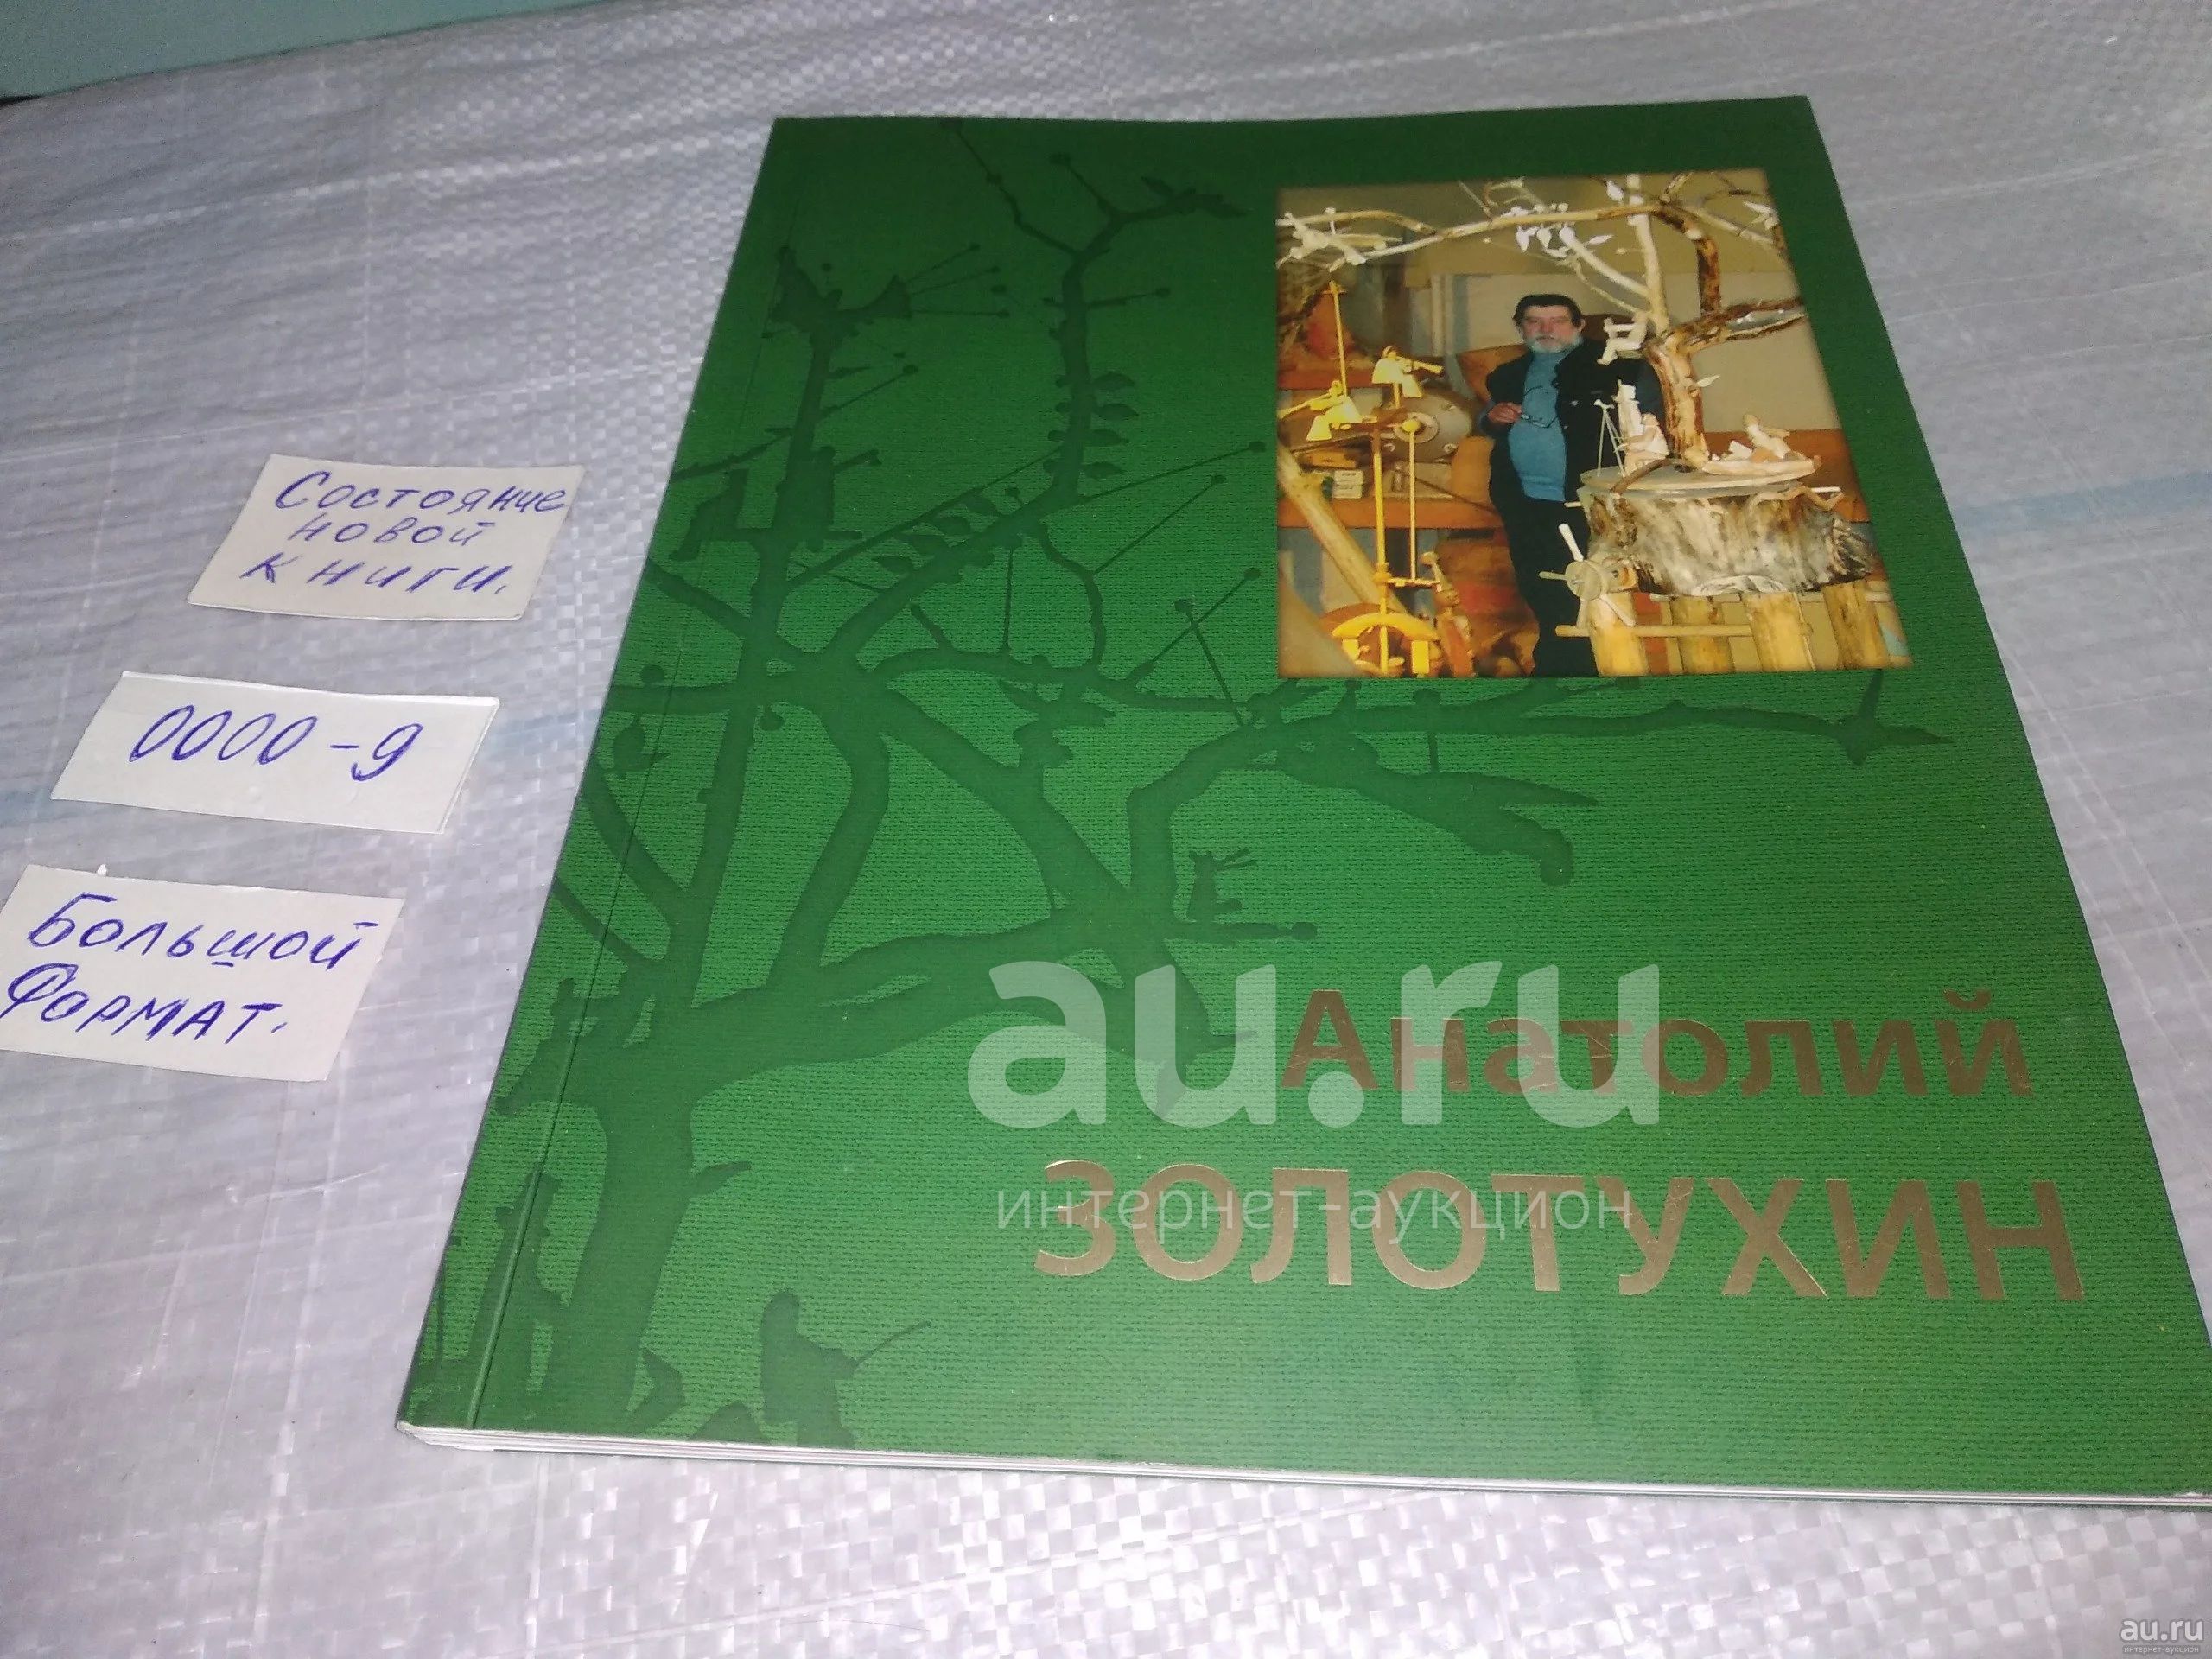 Состояние
новой
книги.
0000-9
Большой
формат.
Анатолий
ЗОЛОТУХИН
au.ru
интернет-аукцион
au.ru
интернет-аукцион